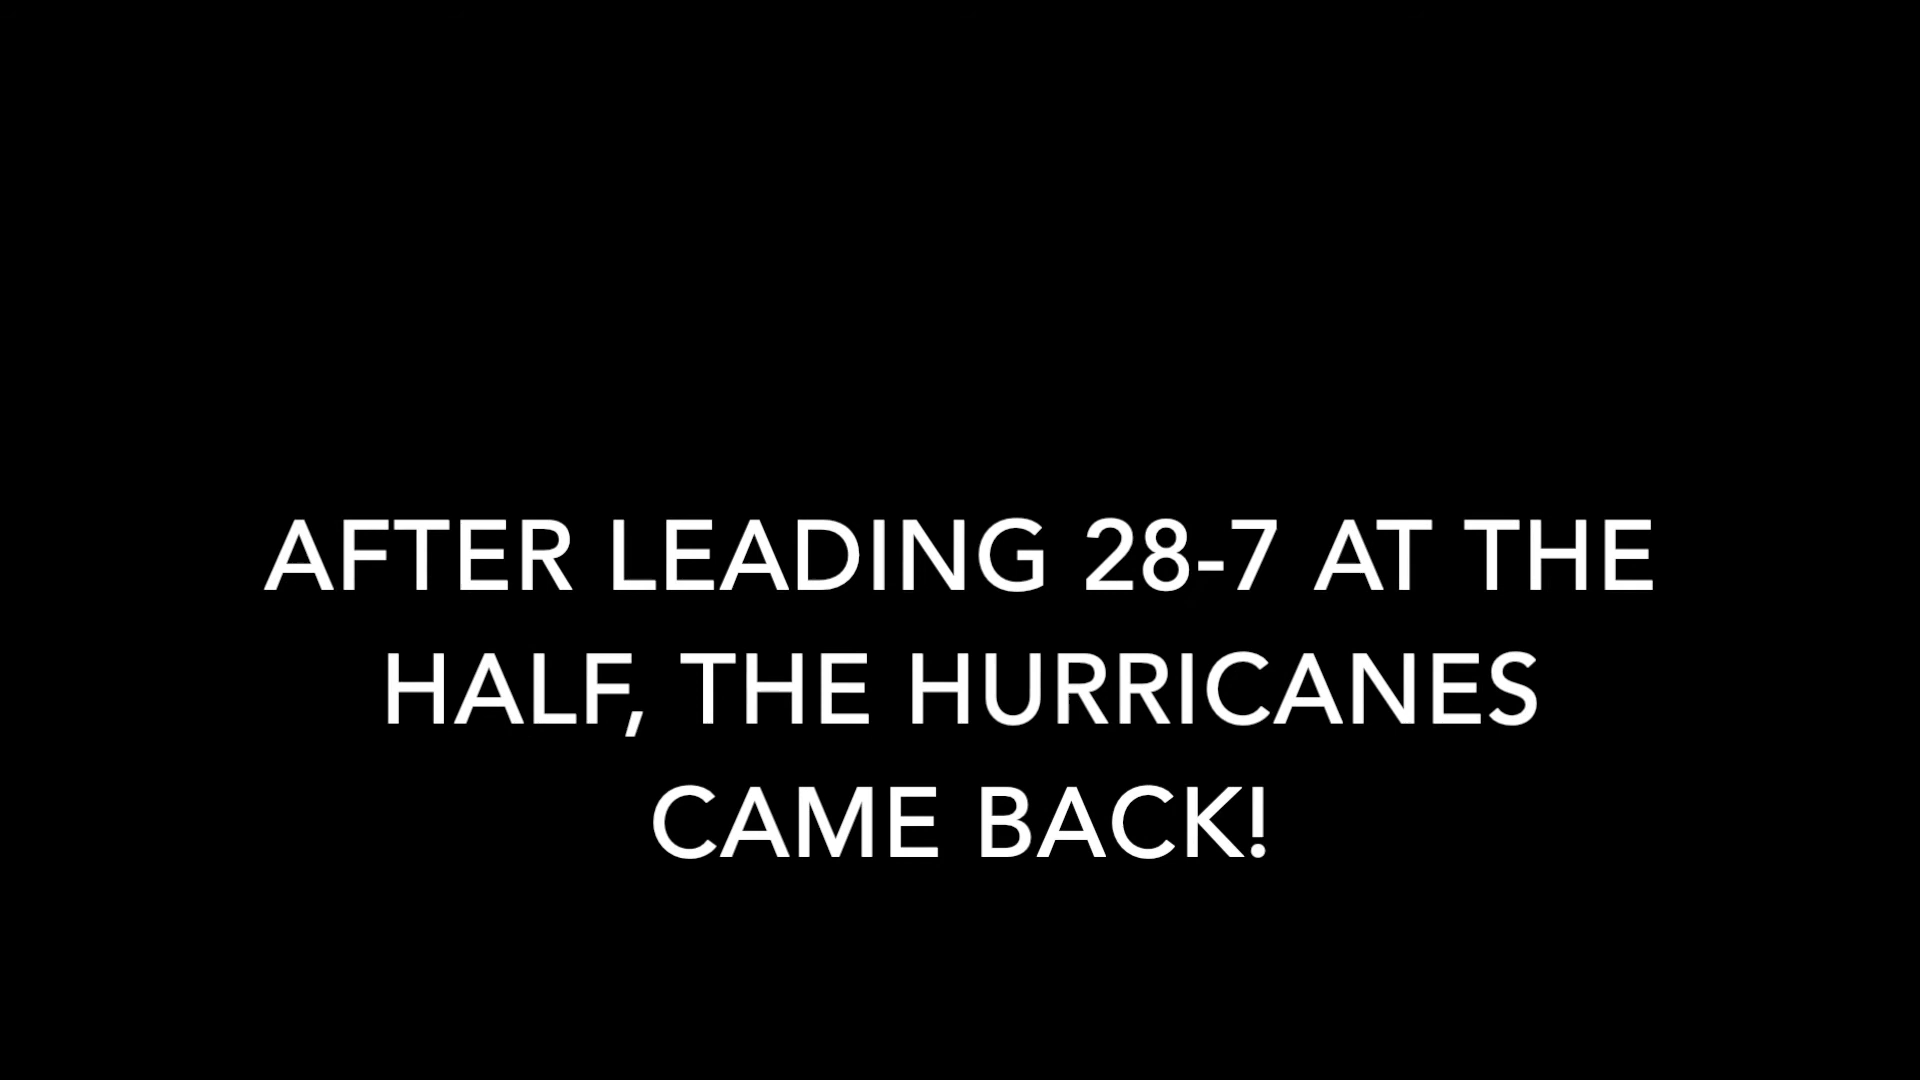 AFTER LEADING 28-7 AT THE
HALF, THE HURRICANES
CAME BACK!